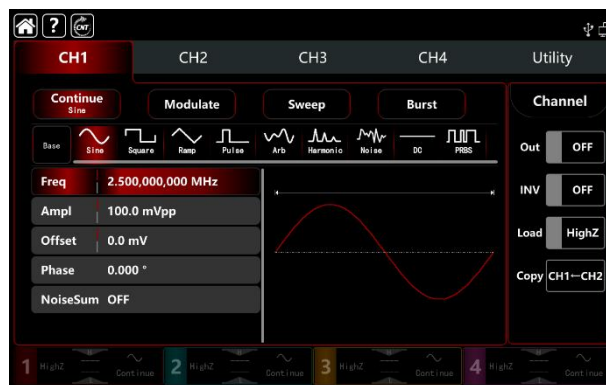 ? CNT
CH1 CH2 CH3 CH4 Utility
Continue Modulate Sweep Burst Channel
Sine
Base Sine Square Ramp Pulse Arb Harmonic Noise DC PRBS
Out OFF
Freq 2.500,000,000 MHz
INV OFF
Ampl 100.0 mVpp
Load HighZ
Offset 0.0 mV
Phase 0.000 °
Copy CH1←CH2
NoiseSum OFF
1 HighZ Continue 2 HighZ Continue 3 HighZ Continue 4 HighZ Continue